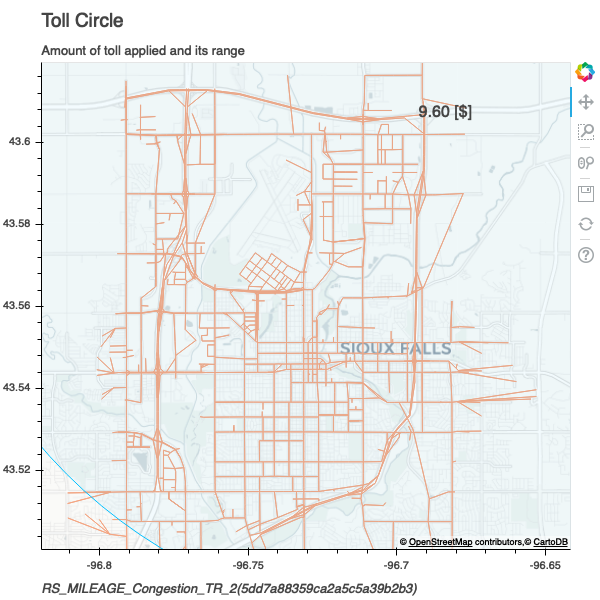 Toll Circle
Amount of toll applied and its range
9.60 [$]
43.6
43.58
43.56
SIOUX FALLS
43.54
43.52
© OpenStreetMap contributors,© CartoDB
-96.8
-96.75
-96.7
-96.65
RS_MILEAGE_Congestion_TR_2(5dd7a88359ca2a5c5a39b2b3)